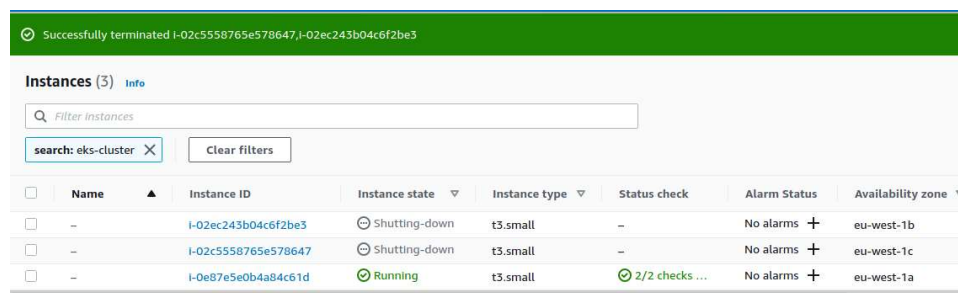 Successfully terminated i-02c5558765e578647,i-02ec243b04c6f2be3
Instances (3) Info
Filter instances
search: eks-cluster Clear filters
Name Instance ID Instance state Instance type Status check Alarm Status Availability zone
– i-02ec243b04c6f2be3 Shutting-down t3.small – No alarms + eu-west-1b
– i-02c5558765e578647 Shutting-down t3.small – No alarms + eu-west-1c
– i-0e87e5e0b4a84c61d Running t3.small 2/2 checks ... No alarms + eu-west-1a